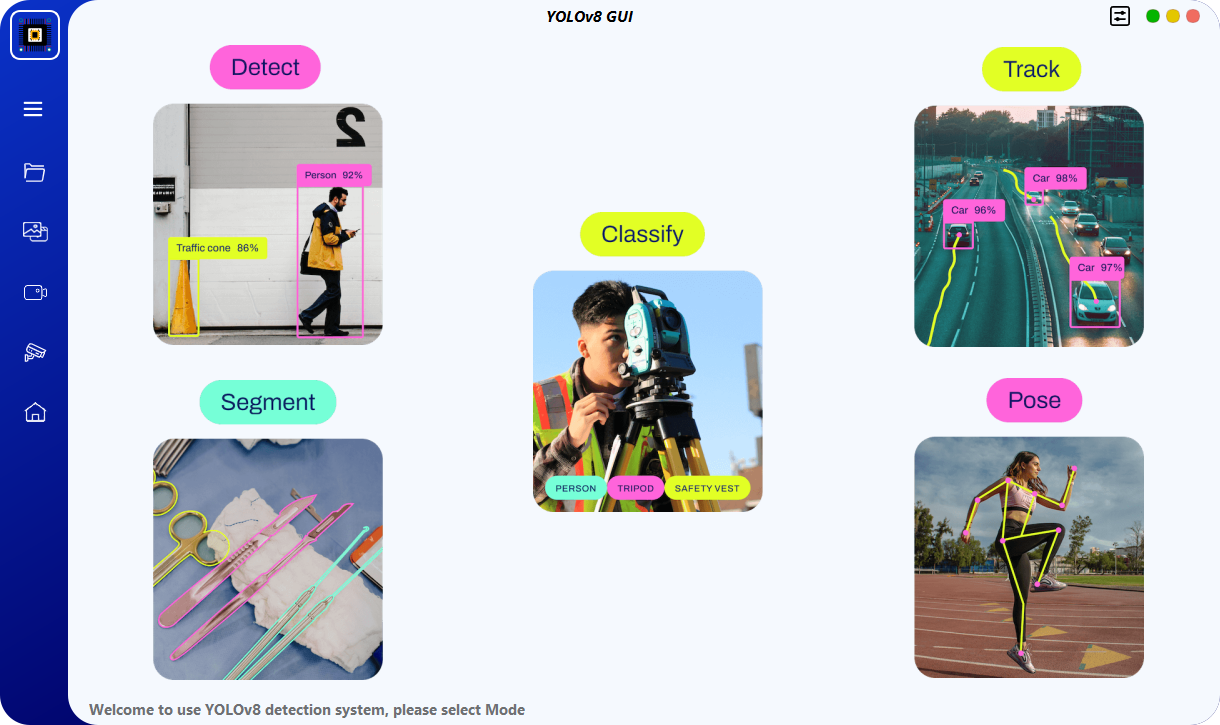 YOLOv8 GUI
Detect
2
Person 92%
Traffic cone 86%
Track
Car 98%
Car 96%
Car 97%
Classify
PERSON
TRIPOD
SAFETY VEST
Segment
Pose
Welcome to use YOLOv8 detection system, please select Mode